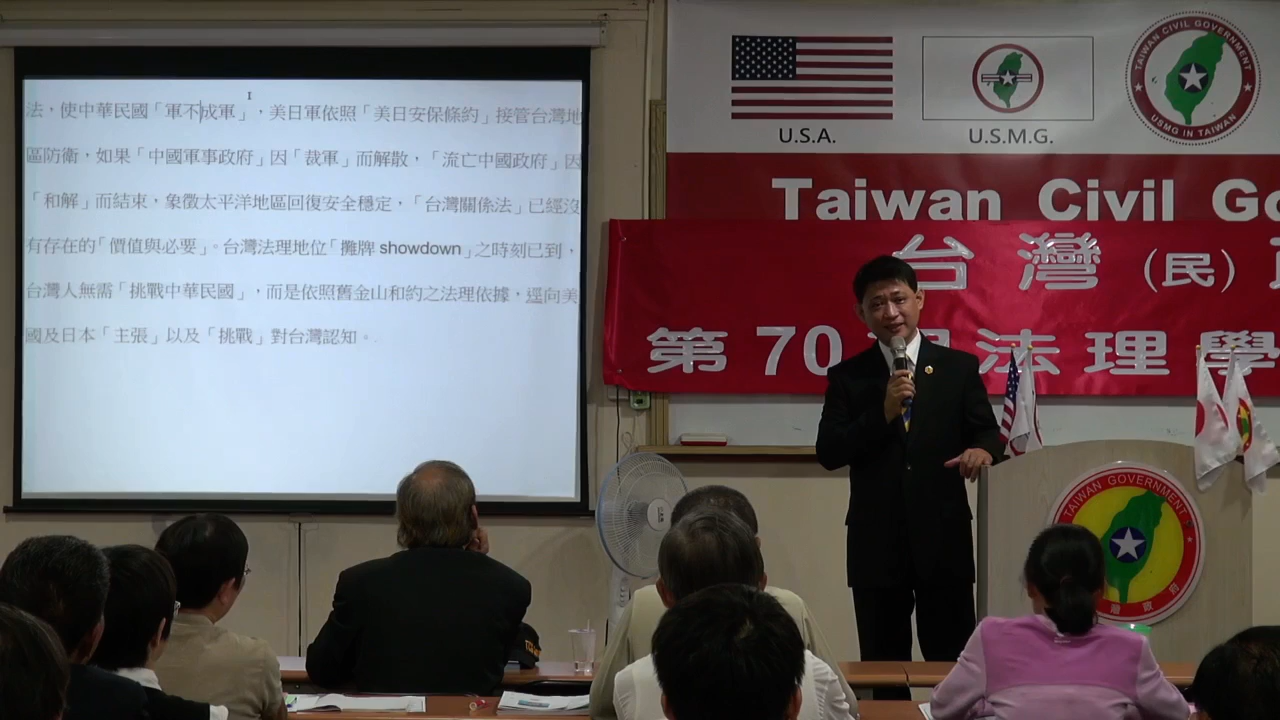 法，使中華民國「軍不成軍」，美日軍依照「美日安保條約」接管台灣地
區防衛，如果「中國軍事政府」因「裁軍」而解散，「流亡中國政府」因
「和解」而結束，象徵太平洋地區回復安全穩定，「台灣關係法」已經沒
有存在的「價值與必要」。台灣法理地位「攤牌 showdown」之時刻已到，
台灣人無需「挑戰中華民國」，而是依照舊金山和約之法理依據，逕向美
國及日本「主張」以及「挑戰」對台灣認知。
U.S.A.
U.S.M.G.
TAIWAN CIVIL GOVERNMENT
USMG IN TAIWAN
Taiwan Civil Go
台灣（民）
第70
法理學
TAIWAN GOVERNMENT
灣政府